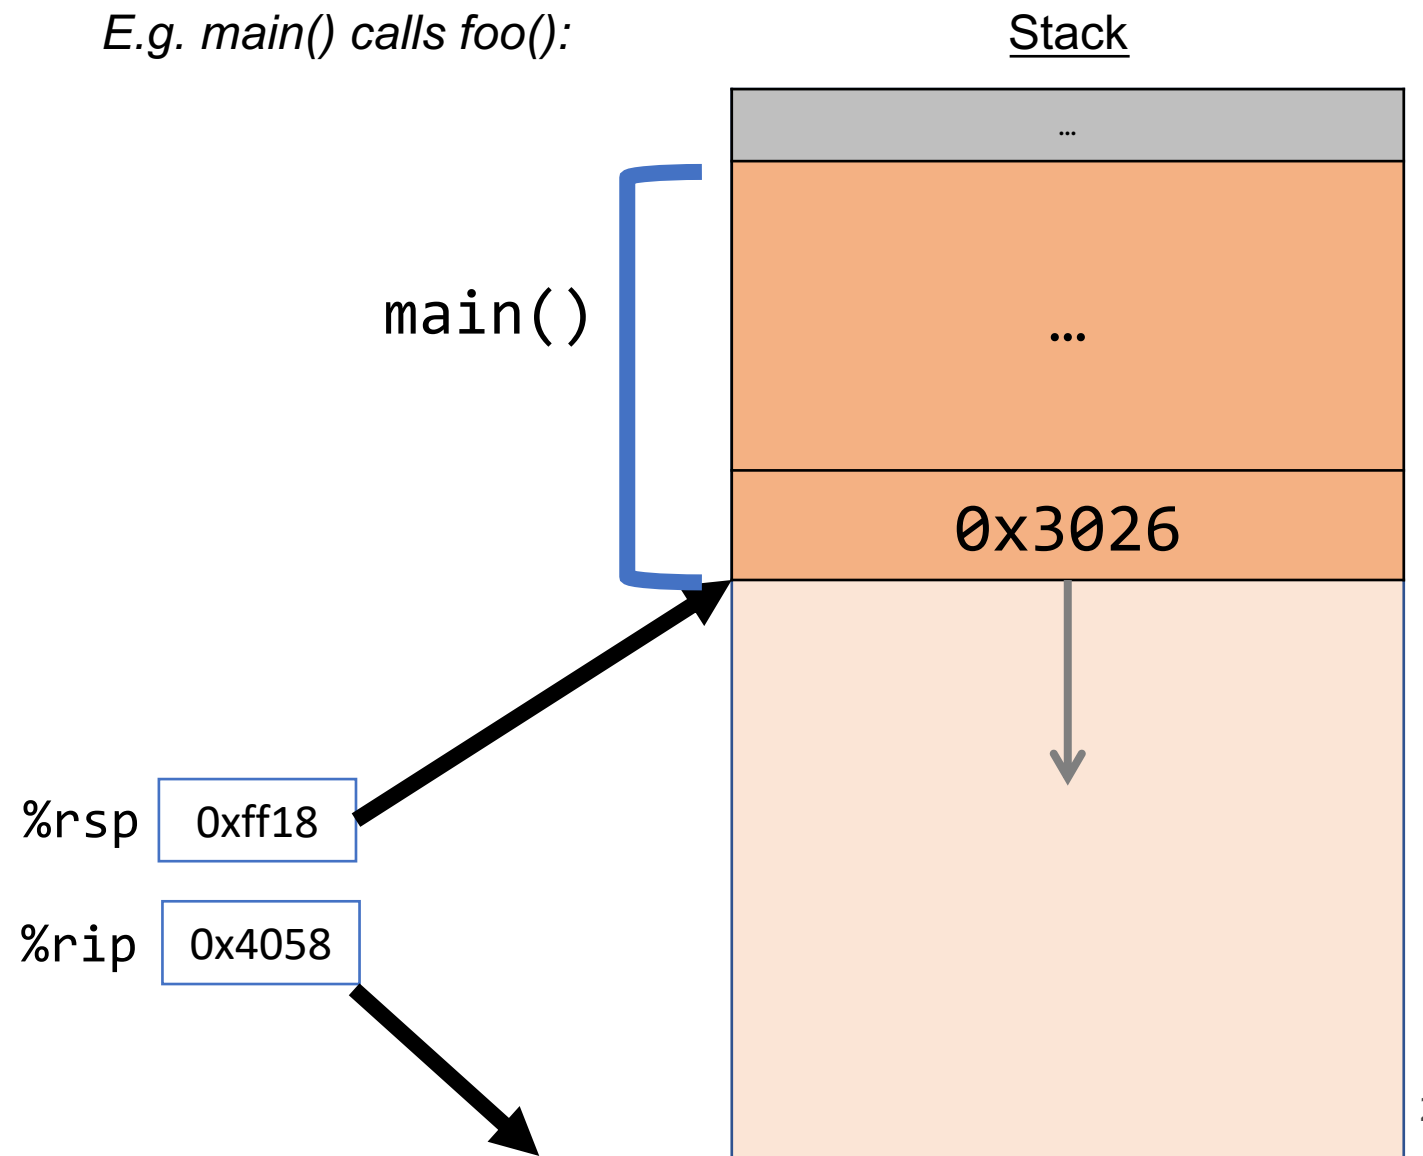 E.g. main() calls foo():
Stack
…
main()
…
0x3026
%rsp
0xff18
%rip
0x4058